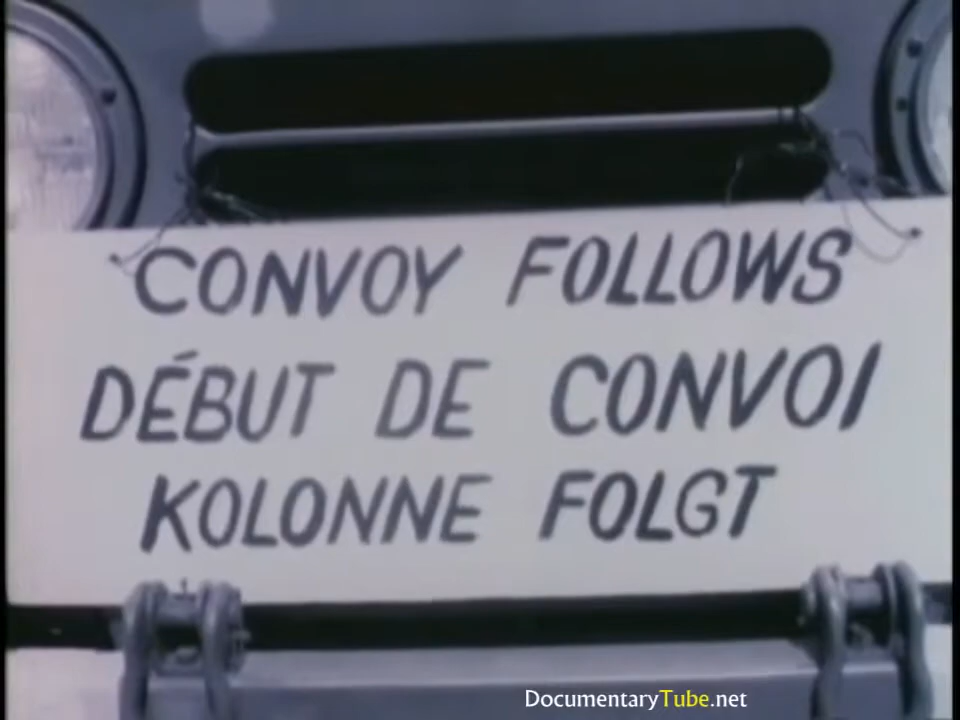 CONVOY FOLLOWS
DÉBUT DE CONVOI
KOLONNE FOLGT
DocumentaryTube.net